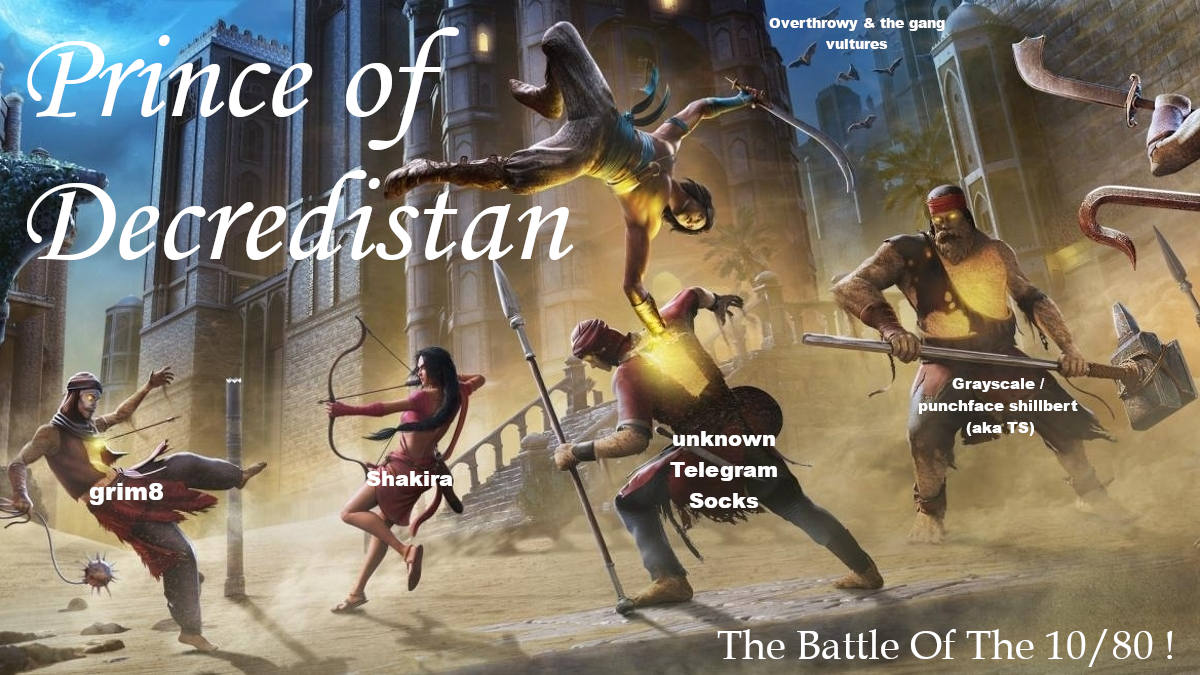 Prince of
Decredistan
Overthrowy & the gang
vultures
Grayscale /
punchface shillbert
(aka TS)
unknown
Telegram
Socks
Shakira
grim8
The Battle Of The 10/80 !